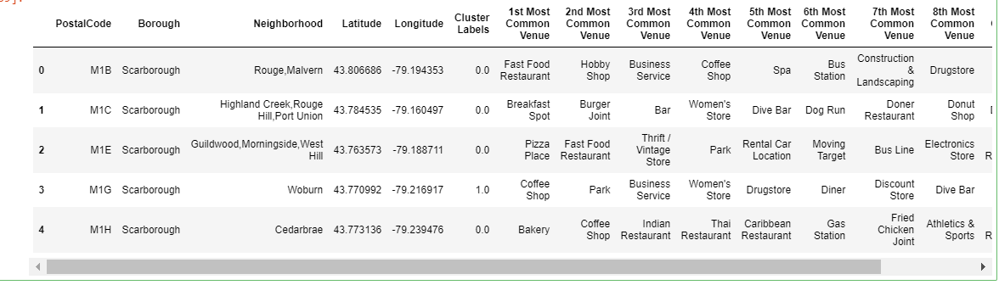 1st Most 2nd Most 3rd Most 4th Most 5th Most 6th Most 7th Most 8th Most
PostalCode Borough Neighborhood Latitude Longitude Cluster Labels Common Venue Common Venue Common Venue Common Venue Common Venue Common Venue Common Venue Common Venue
0 M1B Scarborough Rouge,Malvern 43.806686 -79.194353 0.0 Fast Food Restaurant Hobby Shop Business Service Coffee Shop Spa Bus Station Construction & Landscaping Drugstore
1 M1C Scarborough Highland Creek,Rouge Hill,Port Union 43.784535 -79.160497 0.0 Breakfast Spot Burger Joint Bar Women's Store Dive Bar Dog Run Doner Restaurant Donut Shop
2 M1E Scarborough Guildwood,Morningside,West Hill 43.763573 -79.188711 0.0 Pizza Place Fast Food Restaurant Thrift / Vintage Store Park Rental Car Location Moving Target Bus Line Electronics Store R
3 M1G Scarborough Woburn 43.770992 -79.216917 1.0 Coffee Shop Park Business Service Women's Store Drugstore Diner Discount Store Dive Bar
4 M1H Scarborough Cedarbrae 43.773136 -79.239476 0.0 Bakery Coffee Shop Indian Restaurant Thai Restaurant Caribbean Restaurant Gas Station Fried Chicken Joint Athletics & Sports R